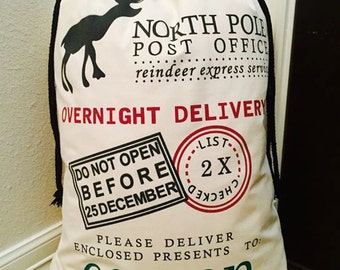 NORTH POLE
POST OFFICE
reindeer express service
OVERNIGHT DELIVERY
DO NOT OPEN
BEFORE
25 DECEMBER
LIST
2 X
CHECKED
PLEASE DELIVER
ENCLOSED PRESENTS TO: